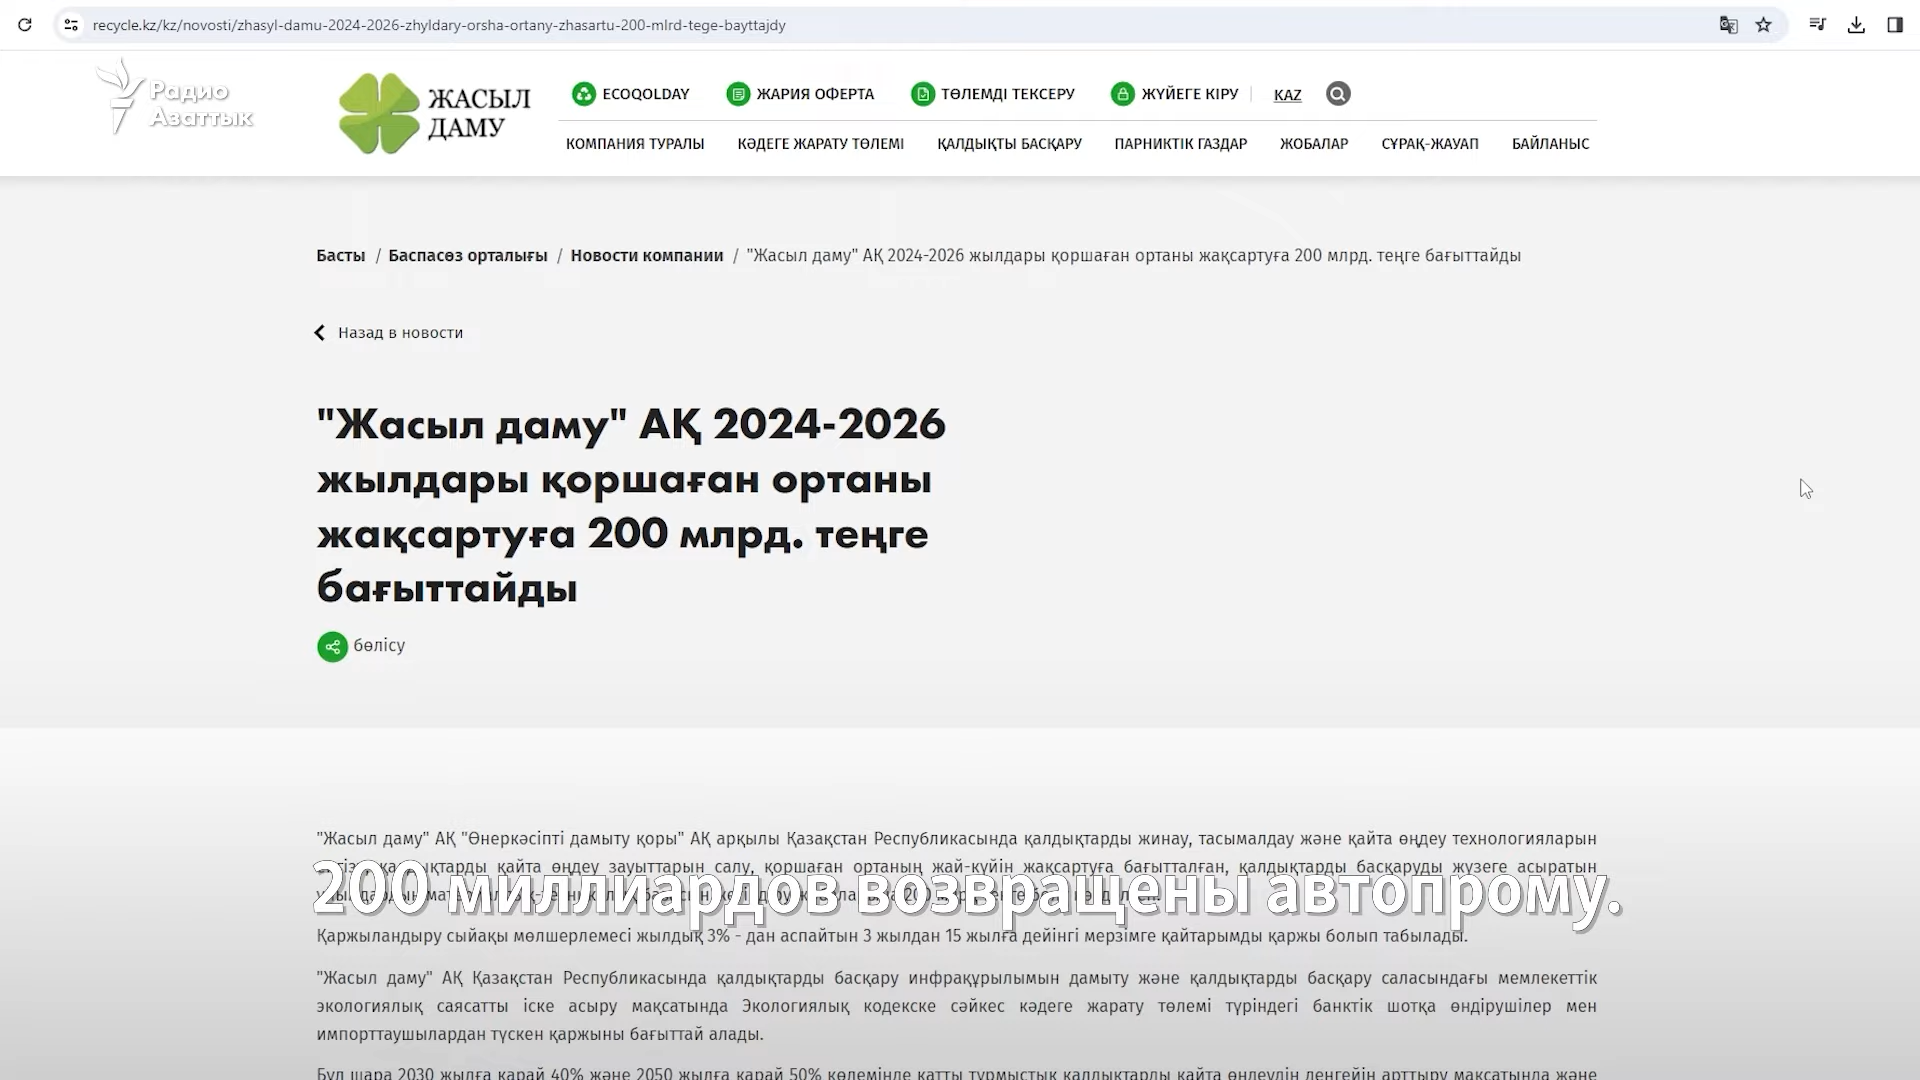 recycle.kz/kz/novosti/zhasyl-damu-2024-2026-zhyldary-orsha-ortany-zhasartu-200-mlrd-tege-bayttajdy
Радио
Азаттык
ЖАСЫЛ
ДАМУ
ECOQOLDAY ЖАРИЯ ОФЕРТА ТӨЛЕМДІ ТЕКСЕРУ ЖҮЙЕГЕ КІРУ KAZ
КОМПАНИЯ ТУРАЛЫ КӘДЕГЕ ЖАРАТУ ТӨЛЕМІ ҚАЛДЫҚТЫ БАСҚАРУ ПАРНИКТІК ГАЗДАР ЖОБАЛАР СҰРАҚ-ЖАУАП БАЙЛАНЫС
Басты / Баспасөз орталығы / Новости компании / "Жасыл даму" АҚ 2024-2026 жылдары қоршаған ортаны жақсартуға 200 млрд. теңге бағыттайды
Назад в новости
"Жасыл даму" АҚ 2024-2026
жылдары қоршаған ортаны
жақсартуға 200 млрд. теңге
бағыттайды
бөлісу
"Жасыл даму" АҚ "Өнеркәсіпті дамыту қоры" АҚ арқылы Қазақстан Республикасында қалдықтарды жинау, тасымалдау және қайта өңдеу технологияларын
қайта өңдеу зауыттарын салу, қоршаған ортаның жай-күйін жақсартуға бағытталған, қалдықтарды басқаруды жүзеге асыратын
200 миллиардов возвращены автопрому.
Қаржыландыру сыйақы мөлшерлемесі жылдық 3% - дан аспайтын 3 жылдан 15 жылға дейінгі мерзімге қайтарымды қаржы болып табылады.
"Жасыл даму" АҚ Қазақстан Республикасында қалдықтарды басқару инфрақұрылымын дамыту және қалдықтарды басқару саласындағы мемлекеттік
экологиялық саясатты іске асыру мақсатында Экологиялық кодекске сәйкес кәдеге жарату төлемі түріндегі банктік шотқа өндірушілер мен
импорттаушылардан түскен қаржыны бағыттай алады.
Бұл шара 2030 жылға қарай 40% және 2050 жылға қарай 50% көлемінде қатты тұрмыстық қалдықтарды қайта өңдеудің деңгейін арттыру мақсатында және